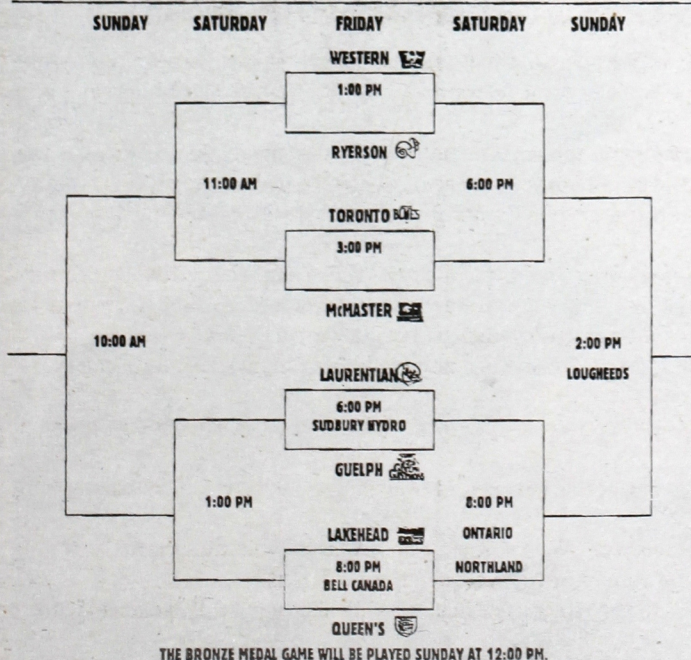 SUNDAY SATURDAY FRIDAY SATURDAY SUNDAY
WESTERN
1:00 PM
RYERSON
11:00 AM 6:00 PM
TORONTO BLUES
3:00 PM
McMASTER
10:00 AM 2:00 PM
LAURENTIAN LOUGHEEDS
6:00 PM
SUDBURY HYDRO
GUELPH
1:00 PM 8:00 PM
LAKEHEAD ONTARIO
8:00 PM NORTHLAND
BELL CANADA
QUEEN'S
THE BRONZE MEDAL GAME WILL BE PLAYED SUNDAY AT 12:00 PM.